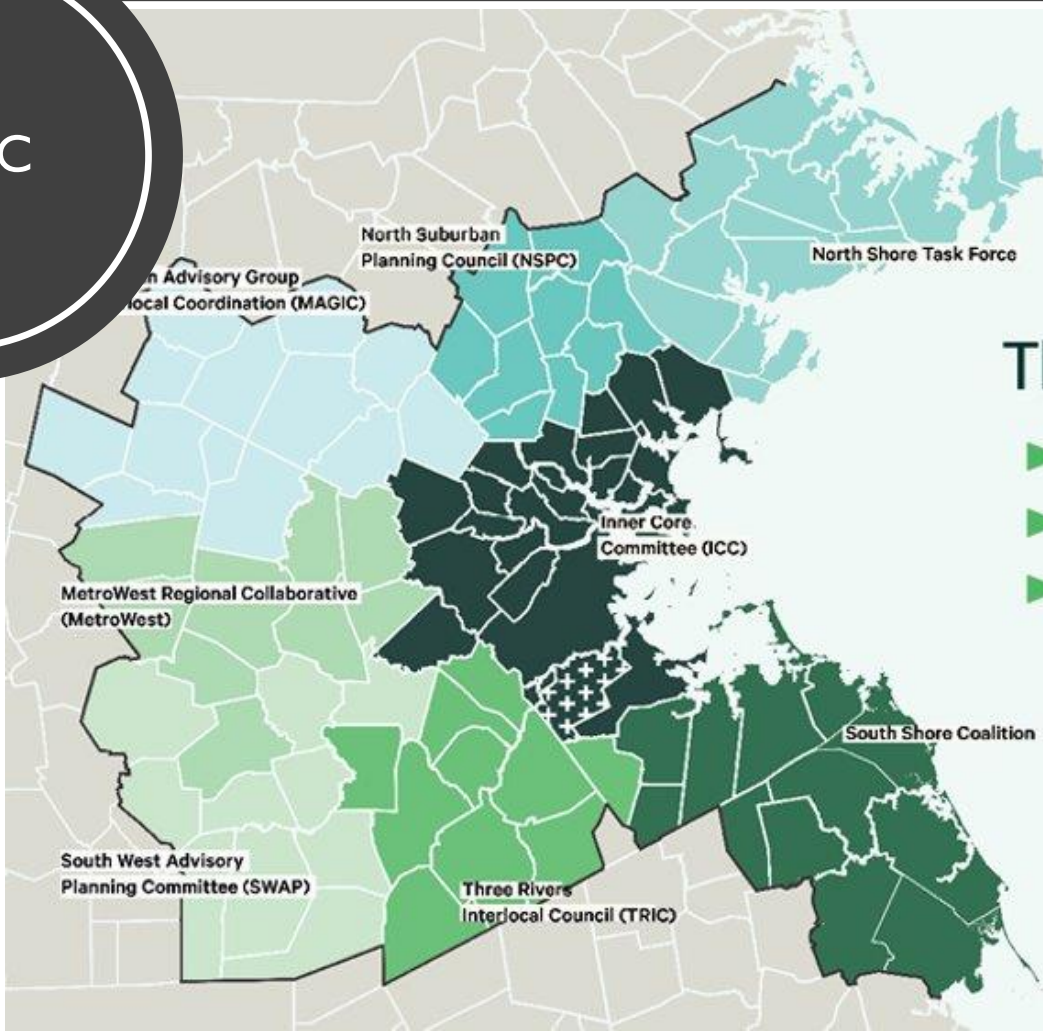 C
North Suburban
Planning Council (NSPC)
North Shore Task Force
n Advisory Group
local Coordination (MAGIC)
T
Inner Core
Committee (ICC)
MetroWest Regional Collaborative
(MetroWest)
South Shore Coalition
South West Advisory
Planning Committee (SWAP)
Three Rivers
Interlocal Council (TRIC)